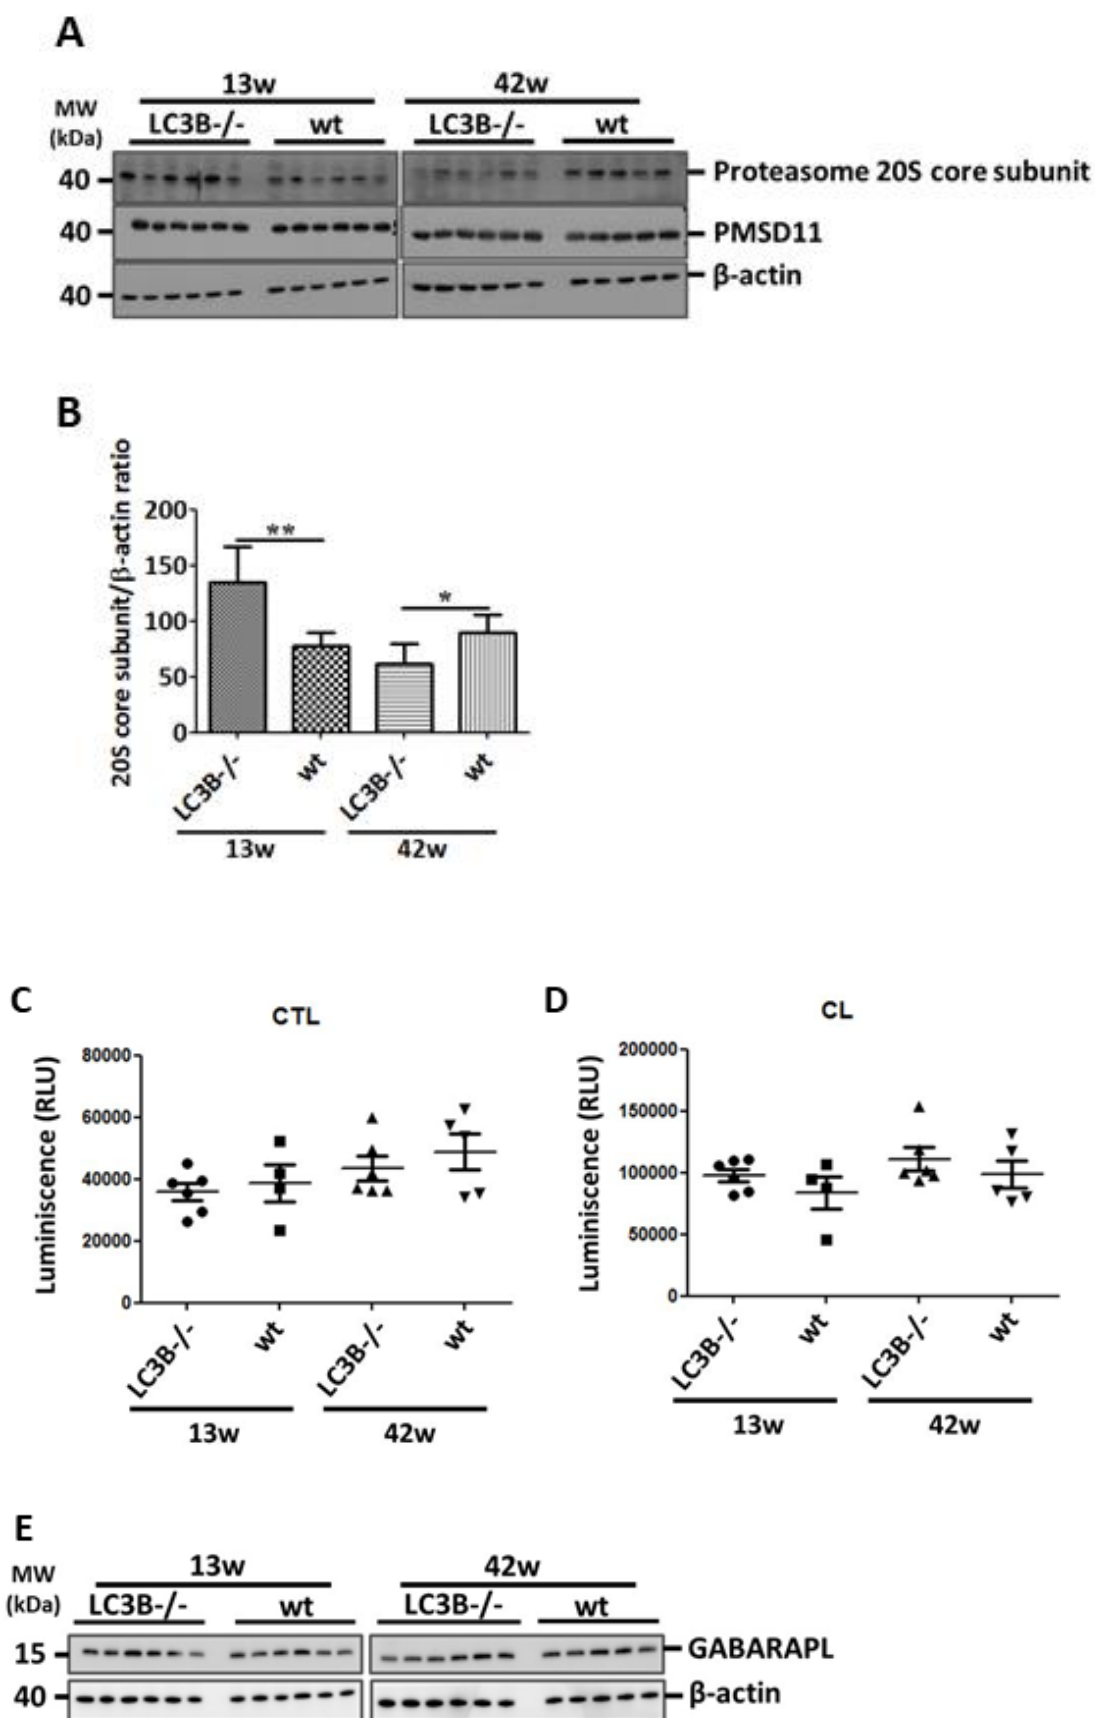 A
13w 42w
MW
(kDa)
LC3B-/- wt LC3B-/- wt
40 Proteasome 20S core subunit
40 PMSD11
40 β-actin
B
20S core subunit/β-actin ratio
200
150
100
50
0
** *
LC3B-/- wt LC3B-/- wt
13w 42w
C
CTL
Luminiscence (RLU)
80000
60000
40000
20000
0
LC3B-/- wt LC3B-/- wt
13w 42w
D
CL
Luminiscence (RLU)
200000
150000
100000
50000
0
LC3B-/- wt LC3B-/- wt
13w 42w
E
13w 42w
MW
(kDa)
LC3B-/- wt LC3B-/- wt
15 GABARAPL
40 β-actin